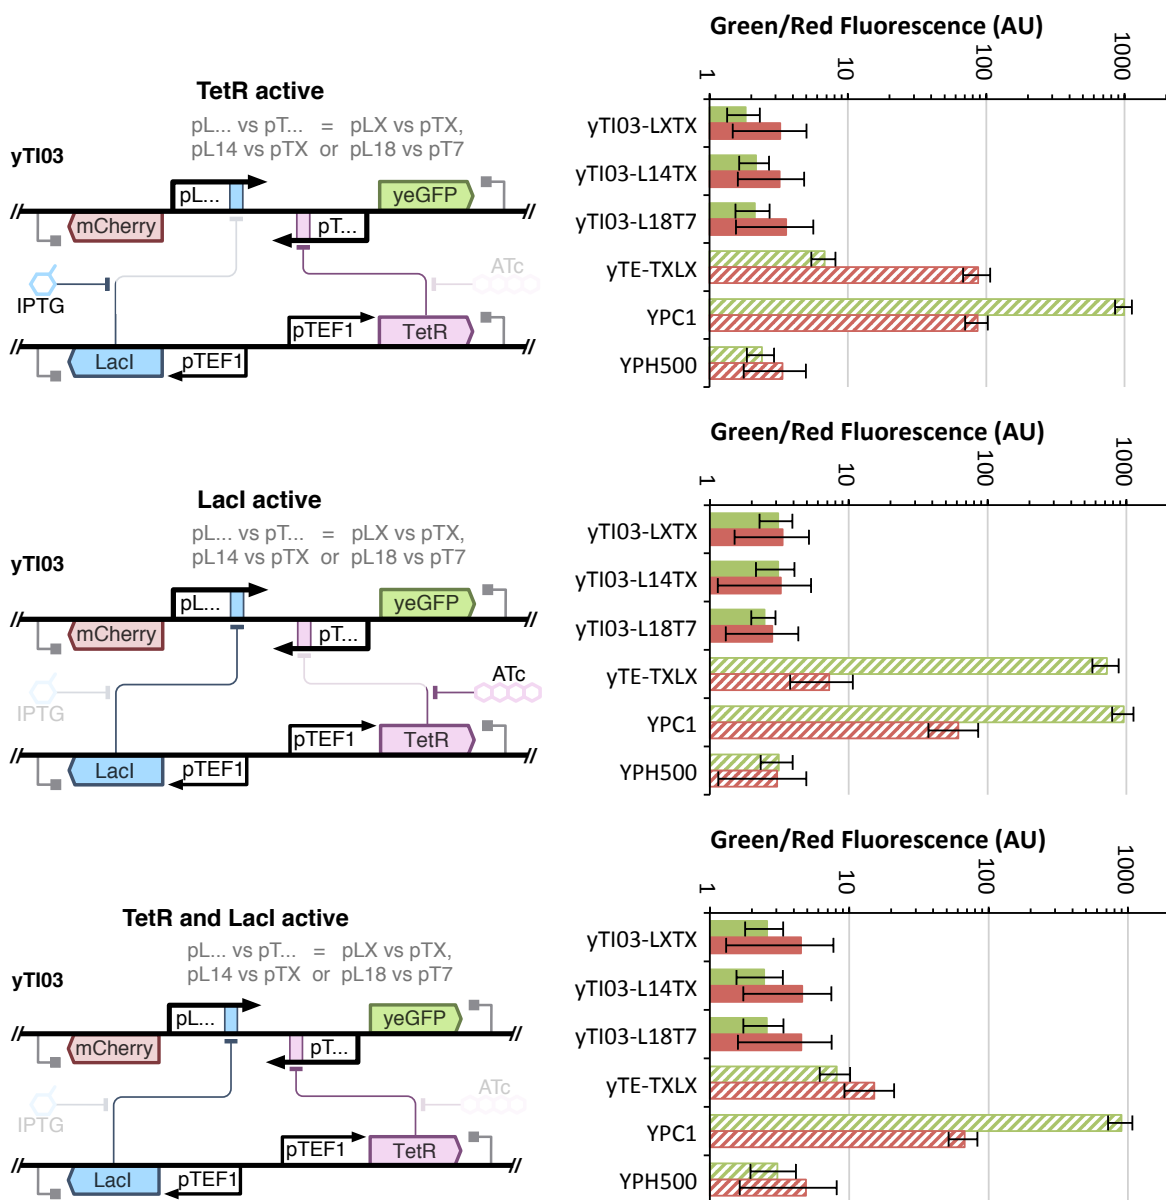 Green/Red Fluorescence (AU)
1 10 100 1000
TetR active
pL... vs pT... = pLX vs pTX,
pL14 vs pTX or pL18 vs pT7
yTI03
pL... yeGFP
mCherry pT...
IPTG ATc
pTEF1 TetR
LacI pTEF1
yTI03-LXTX
yTI03-L14TX
yTI03-L18T7
yTE-TXLX
YPC1
YPH500
Green/Red Fluorescence (AU)
1 10 100 1000
LacI active
pL... vs pT... = pLX vs pTX,
pL14 vs pTX or pL18 vs pT7
yTI03
pL... yeGFP
mCherry pT...
IPTG ATc
pTEF1 TetR
LacI pTEF1
yTI03-LXTX
yTI03-L14TX
yTI03-L18T7
yTE-TXLX
YPC1
YPH500
Green/Red Fluorescence (AU)
1 10 100 1000
TetR and LacI active
pL... vs pT... = pLX vs pTX,
pL14 vs pTX or pL18 vs pT7
yTI03
pL... yeGFP
mCherry pT...
IPTG ATc
pTEF1 TetR
LacI pTEF1
yTI03-LXTX
yTI03-L14TX
yTI03-L18T7
yTE-TXLX
YPC1
YPH500